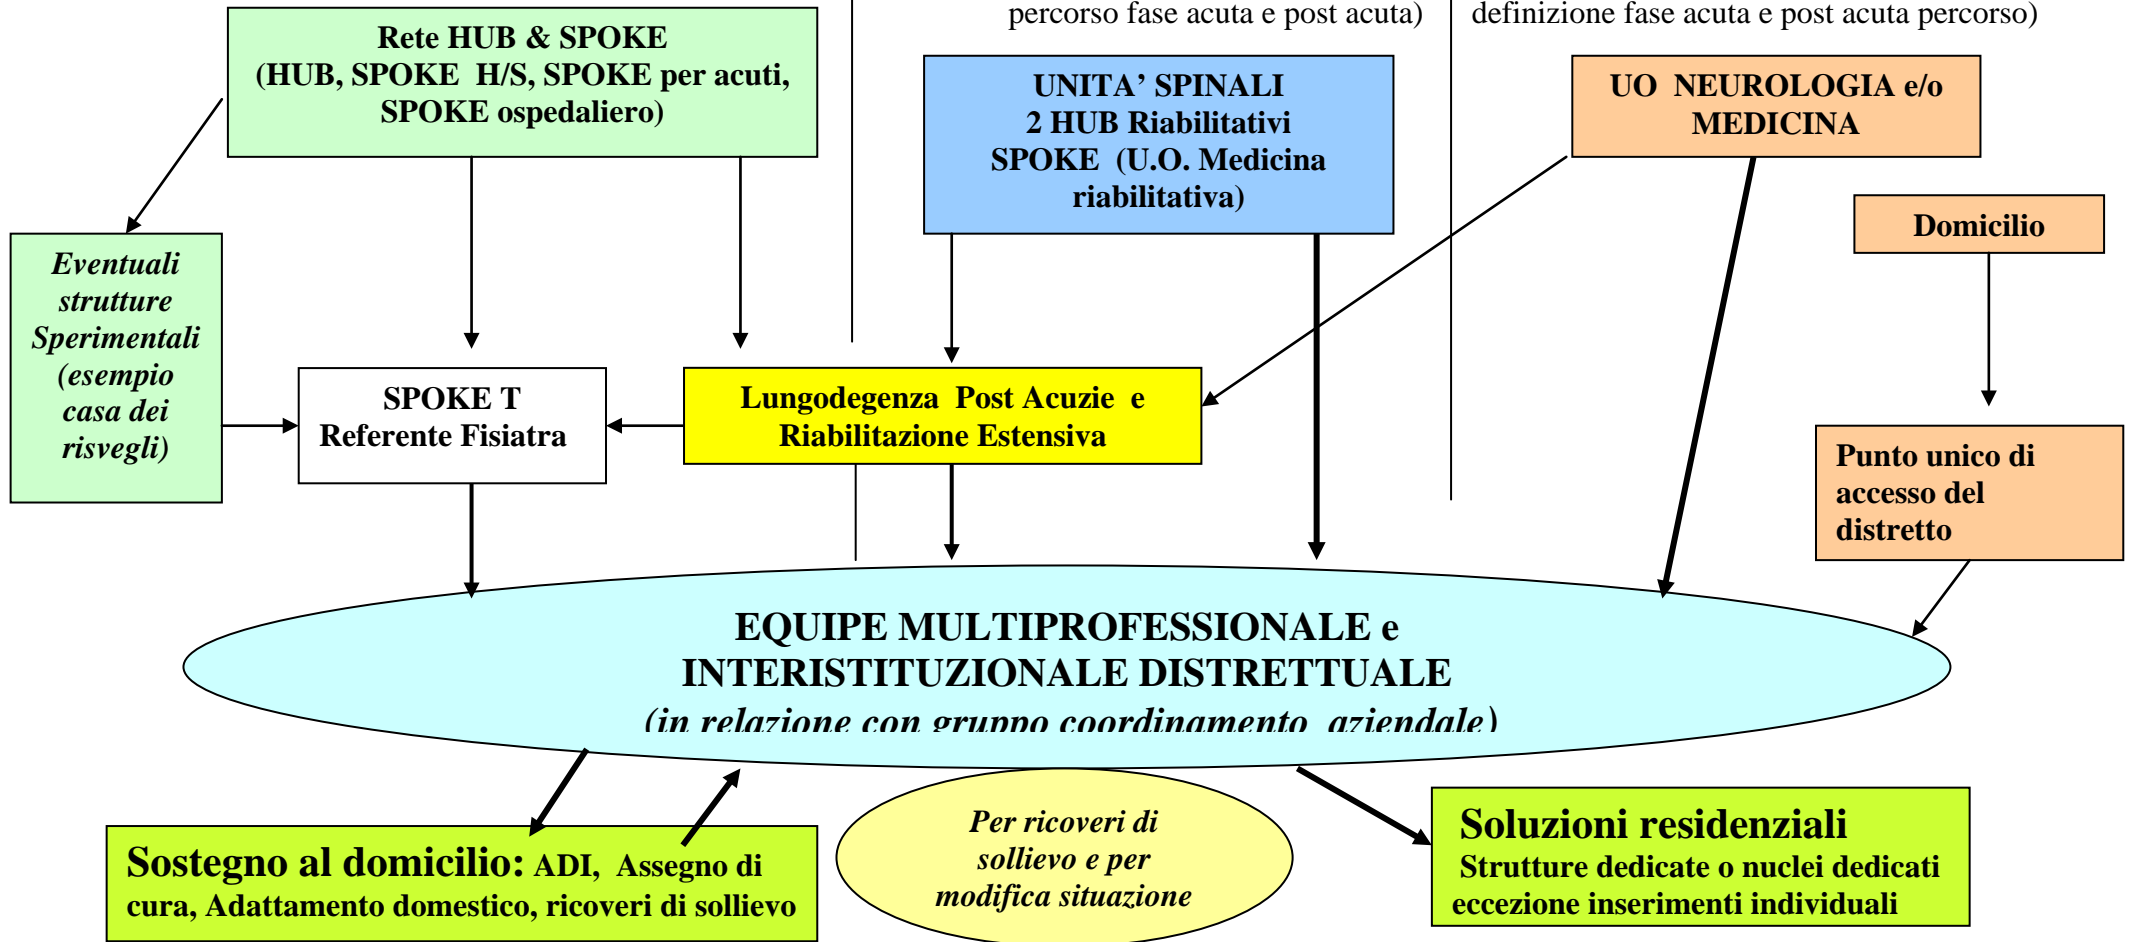 percorso fase acuta e post acuta)
definizione fase acuta e post acuta percorso)
Rete HUB & SPOKE
(HUB, SPOKE H/S, SPOKE per acuti,
SPOKE ospedaliero)
UNITA’ SPINALI
2 HUB Riabilitativi
SPOKE (U.O. Medicina
riabilitativa)
UO NEUROLOGIA e/o
MEDICINA
Domicilio
Eventuali
strutture
Sperimentali
(esempio
casa dei
risvegli)
SPOKE T
Referente Fisiatra
Lungodegenza Post Acuzie e
Riabilitazione Estensiva
Punto unico di
accesso del
distretto
EQUIPE MULTIPROFESSIONALE e
INTERISTITUZIONALE DISTRETTUALE
(in relazione con gruppo coordinamento aziendale)
Sostegno al domicilio: ADI, Assegno di
cura, Adattamento domestico, ricoveri di sollievo
Per ricoveri di
sollievo e per
modifica situazione
Soluzioni residenziali
Strutture dedicate o nuclei dedicati
eccezione inserimenti individuali